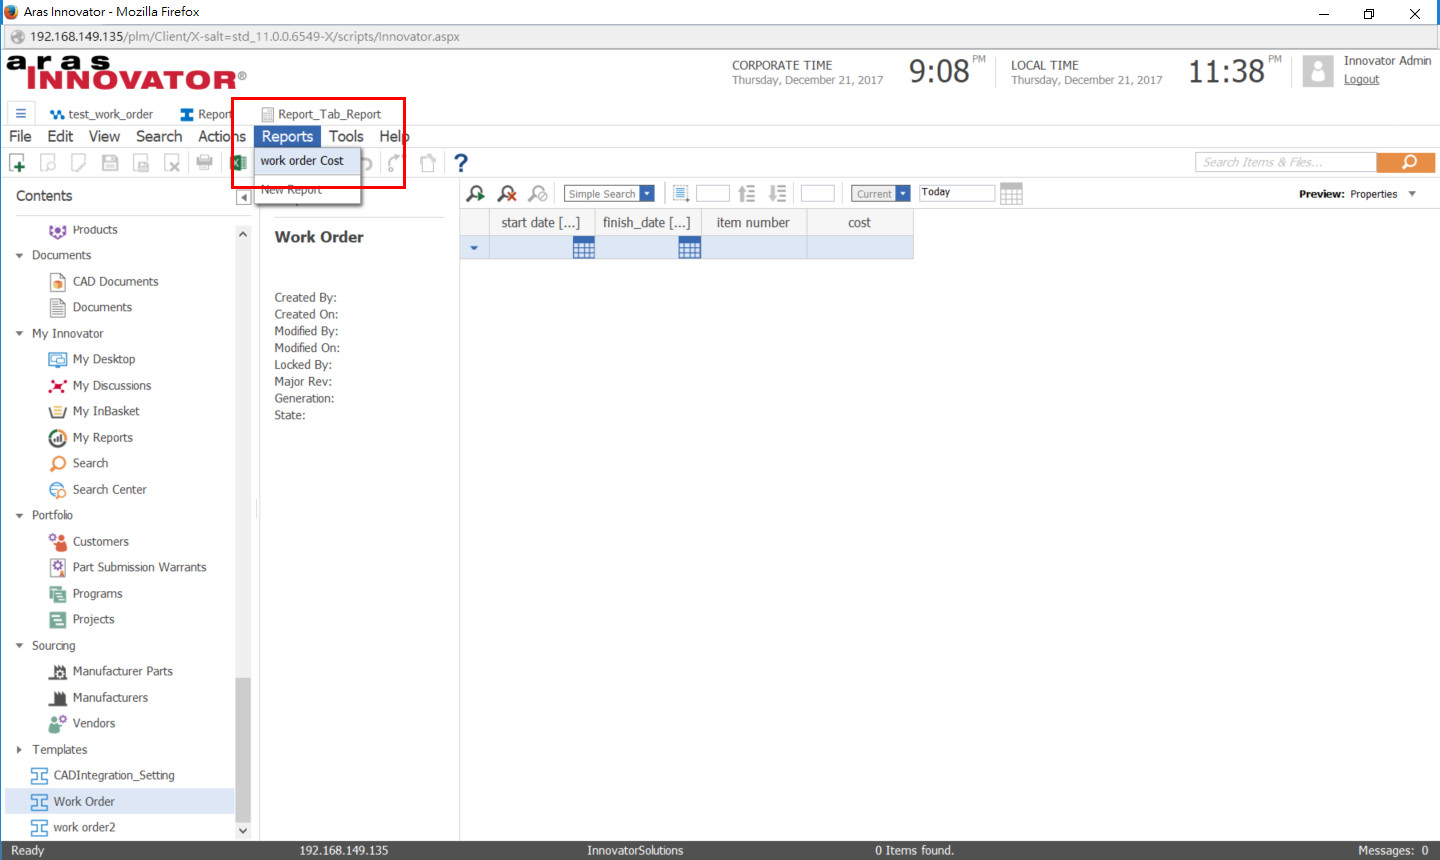 Aras Innovator - Mozilla Firefox
192.168.149.135/plm/Client/X-salt=std_11.0.0.6549-X/scripts/Innovator.aspx
aras
INNOVATOR®
CORPORATE TIME
Thursday, December 21, 2017
9:08 PM
LOCAL TIME
Thursday, December 21, 2017
11:38 PM
Innovator Admin
Logout
test_work_order
Report
Report_Tab_Report
File Edit View Search Actions Reports Tools Help
work order Cost
New Report
Search Items & Files...
Contents
Simple Search
Current
Today
Preview: Properties
start date [...] finish_date [...] item number cost
Products
Documents
CAD Documents
Documents
My Innovator
My Desktop
My Discussions
My InBasket
My Reports
Search
Search Center
Portfolio
Customers
Part Submission Warrants
Programs
Projects
Sourcing
Manufacturer Parts
Manufacturers
Vendors
Templates
CADIntegration_Setting
Work Order
work order2
Work Order
Created By:
Created On:
Modified By:
Modified On:
Locked By:
Major Rev:
Generation:
State:
Ready 192.168.149.135 InnovatorSolutions 0 Items found. Messages: 0